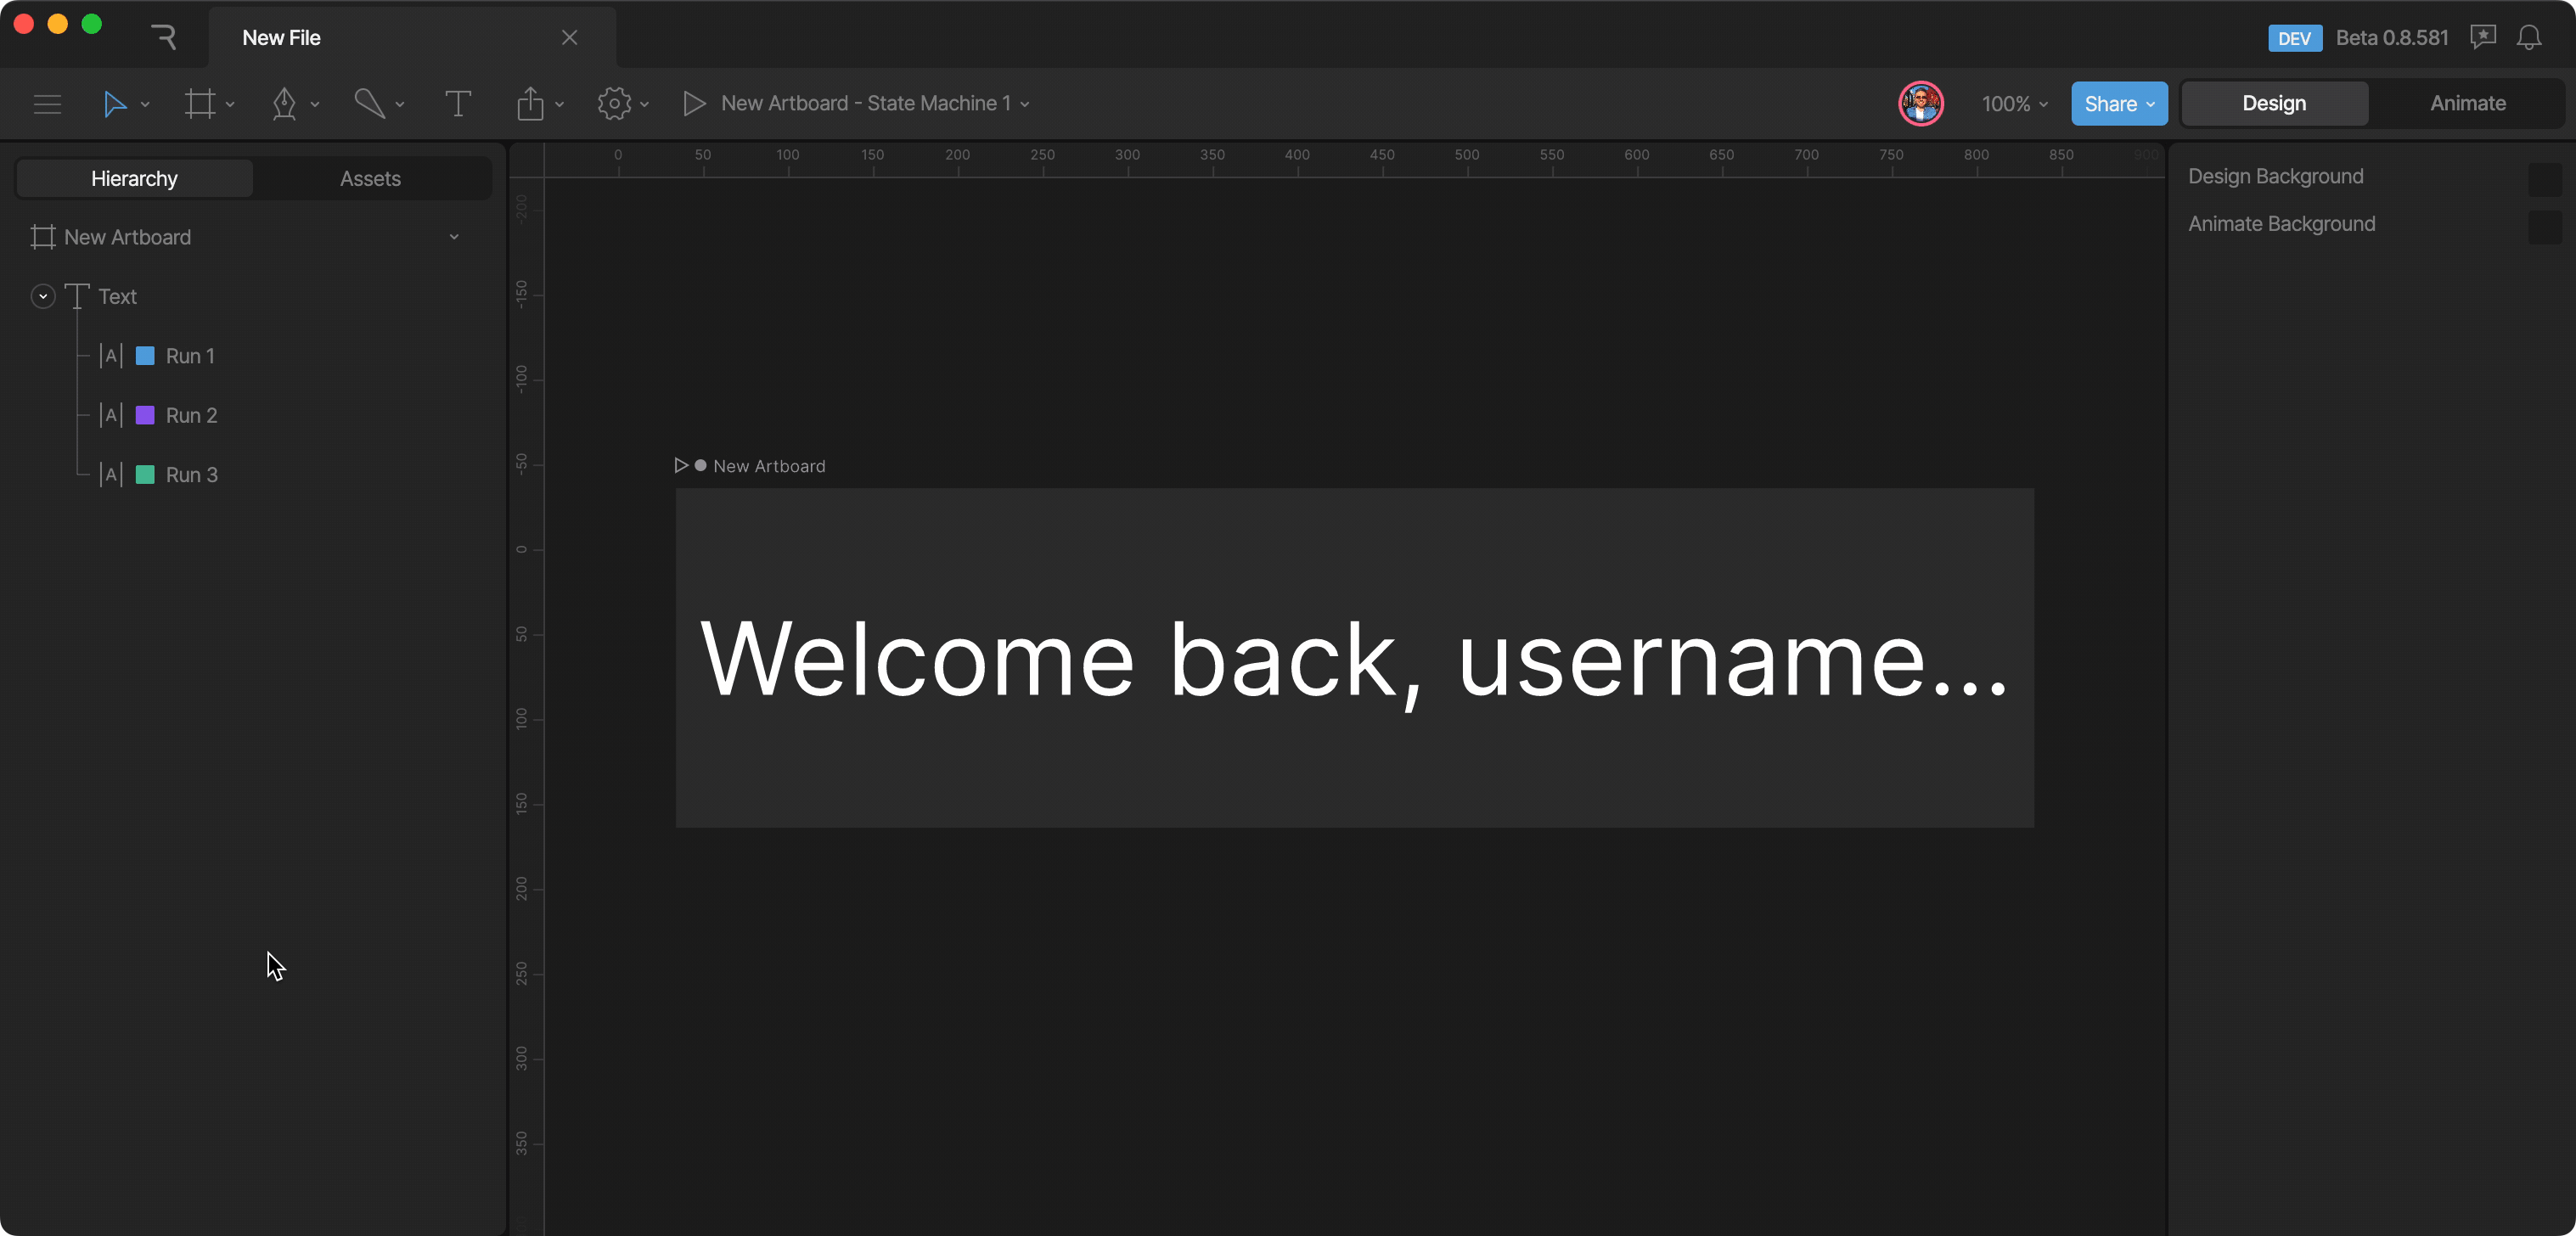 New File
DEV Beta 0.8.581
New Artboard - State Machine 1
100% Share Design Animate
Hierarchy Assets
0 50 100 150 200 250 300 350 400 450 500 550 600 650 700 750 800 850 900
Design Background
Animate Background
New Artboard
Text
A Run 1
A Run 2
A Run 3
-200
-150
-100
-50
0
50
100
150
200
250
300
350
New Artboard
Welcome back, username...